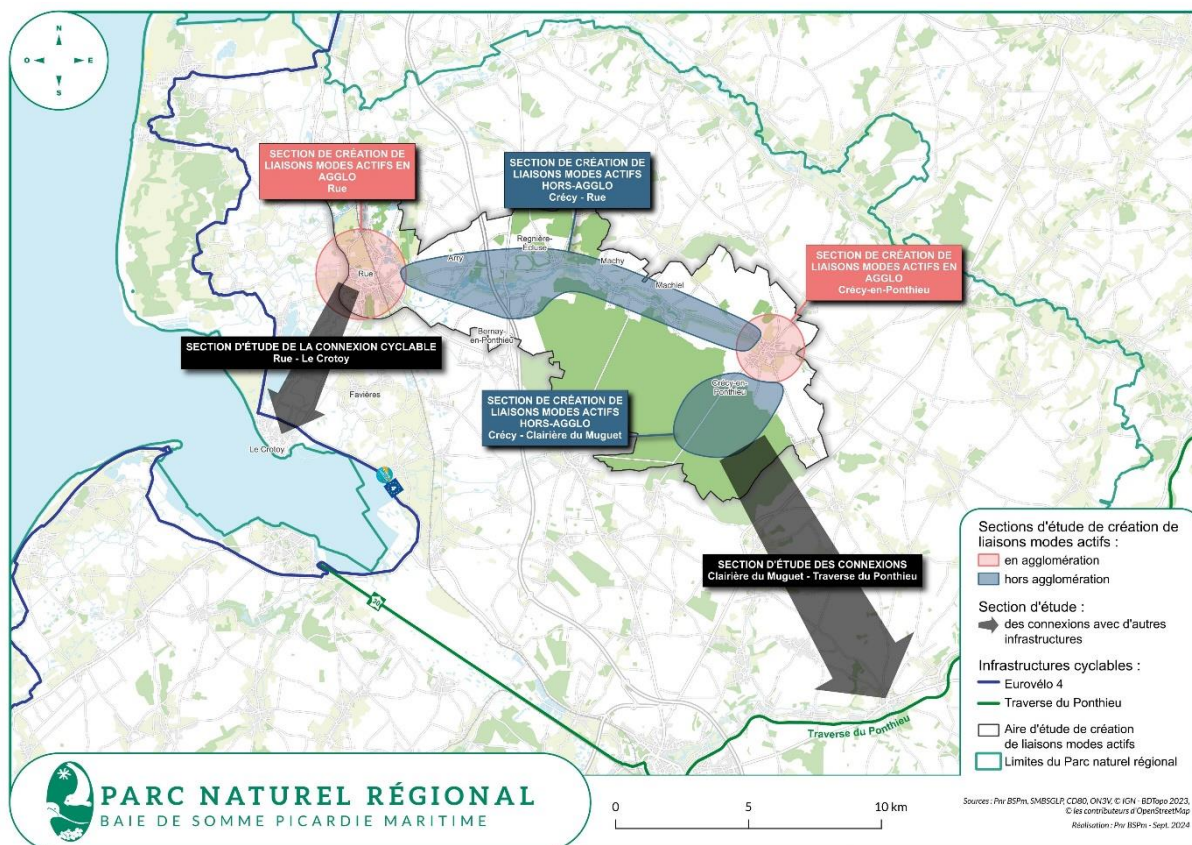 N
O
E
S
SECTION DE CRÉATION DE
LIAISONS MODES ACTIFS EN
AGGLO
Rue
SECTION DE CRÉATION DE
LIAISONS MODES ACTIFS
HORS-AGGLO
Crécy - Rue
SECTION DE CRÉATION DE
LIAISONS MODES ACTIFS EN
AGGLO
Crécy-en-Ponthieu
Rue
Arry
Regnière-
Écluse
Machy
Machiel
Bernay-
en-Ponthieu
SECTION D'ÉTUDE DE LA CONNEXION CYCLABLE
Rue - Le Crotoy
Favières
Le Crotoy
SECTION DE CRÉATION DE
LIAISONS MODES ACTIFS
HORS-AGGLO
Crécy - Clairière du Muguet
Crécy-en-
Ponthieu
4
30
SECTION D'ÉTUDE DES CONNEXIONS
Clairière du Muguet - Traverse du Ponthieu
Traverse du Ponthieu
Sections d'étude de création de
liaisons modes actifs :
en agglomération
hors agglomération
Section d'étude :
des connexions avec d'autres
infrastructures
Infrastructures cyclables :
Eurovélo 4
Traverse du Ponthieu
Aire d'étude de création
de liaisons modes actifs
Limites du Parc naturel régional
PARC NATUREL RÉGIONAL
BAIE DE SOMME PICARDIE MARITIME
0 5 10 km
Sources : Pnr BSPm, SMBSGLP, CD80, ON3V, © IGN - BDTopo 2023,
© les contributeurs d'OpenStreetMap
Réalisation : Pnr BSPm - Sept. 2024